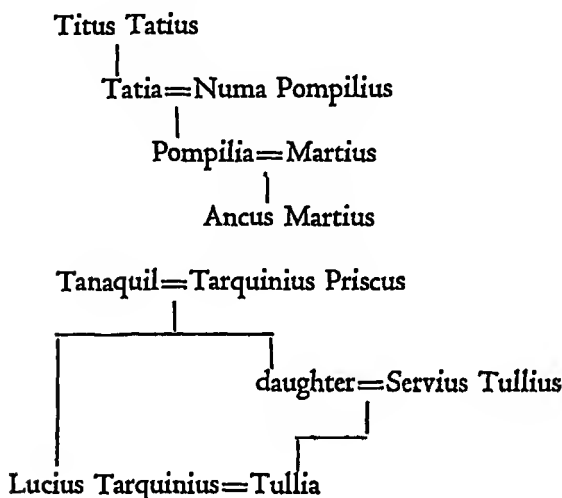 Titus Tatius
Tatia=Numa Pompilius
Pompilia=Martius
Ancus Martius
Tanaquil=Tarquinius Priscus
daughter=Servius Tullius
Lucius Tarquinius=Tullia